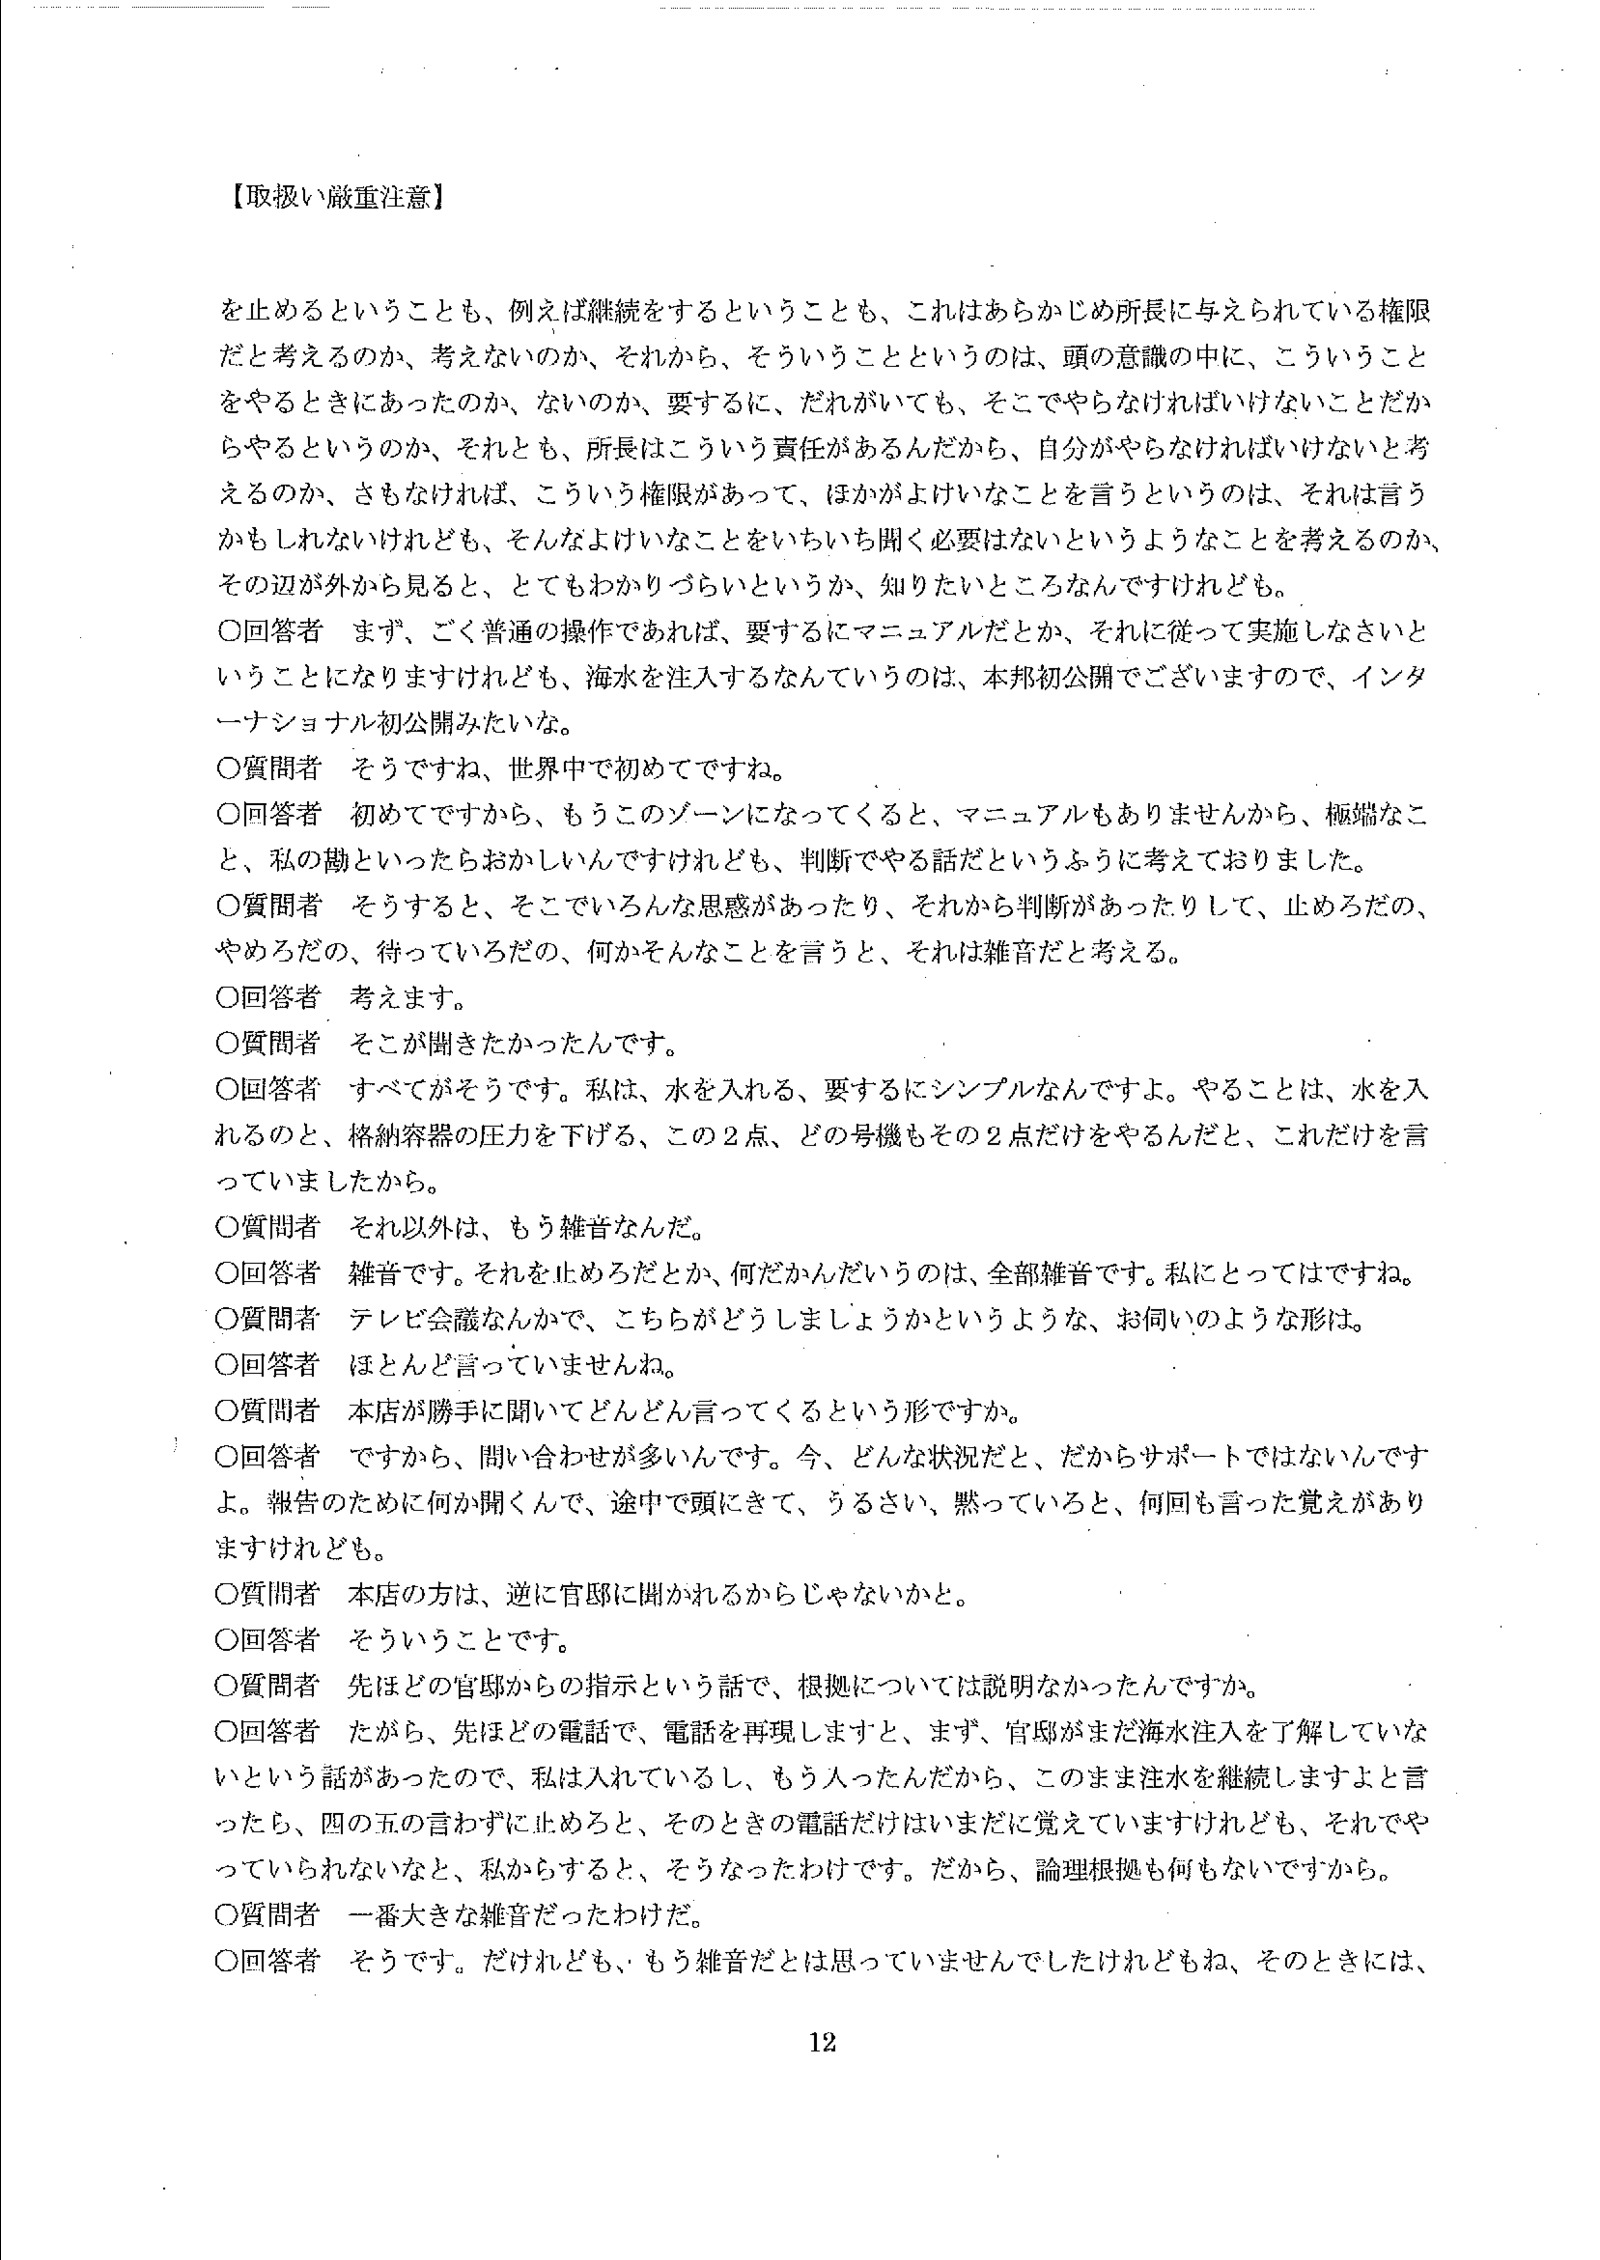 【取扱い厳重注意】
を止めるということも、例えば継続をするということも、これはあらかじめ所長に与えられている権限
だと考えるのか、考えないのか、それから、そういうことというのは、頭の意識の中に、こういうこと
をやるときにあったのか、ないのか、要するに、だれがいても、そこでやらなければいけないことだか
らやるというのか、それとも、所長はこういう責任があるんだから、自分がやらなければいけないと考
えるのか、さもなければ、こういう権限があって、ほかがよけいなことを言うというのは、それは言う
かもしれないけれども、そんなよけいなことをいちいち聞く必要はないというようなことを考えるのか、
その辺が外から見ると、とてもわかりづらいというか、知りたいところなんですけれども。
○回答者　まず、ごく普通の操作であれば、要するにマニュアルだとか、それに従って実施しなさいと
いうことになりますけれども、海水を注入するなんていうのは、本邦初公開でございますので、インタ
ーナショナル初公開みたいな。
○質問者　そうですね、世界中で初めてですね。
○回答者　初めてですから、もうこのゾーンになってくると、マニュアルもありませんから、極端なこ
と、私の勘といったらおかしいんですけれども、判断でやる話だというふうに考えておりました。
○質問者　そうすると、そこでいろんな思惑があったり、それから判断があったりして、止めろだの、
やめろだの、待っていろだの、何かそんなことを言うと、それは雑音だと考える。
○回答者　考えます。
○質問者　そこが聞きたかったんです。
○回答者　すべてがそうです。私は、水を入れる、要するにシンプルなんですよ。やることは、水を入
れるのと、格納容器の圧力を下げる、この２点、どの号機もその２点だけをやるんだと、これだけを言
っていましたから。
○質問者　それ以外は、もう雑音なんだ。
○回答者　雑音です。それを止めろだとか、何だかんだいうのは、全部雑音です。私にとってはですね。
○質問者　テレビ会議なんかで、こちらがどうしましょうかというような、お伺いのような形は。
○回答者　ほとんど言っていませんね。
○質問者　本店が勝手に聞いてどんどん言ってくるという形ですか。
○回答者　ですから、問い合わせが多いんです。今、どんな状況だと、だからサポートではないんです
よ。報告のために何か聞くんで、途中で頭にきて、うるさい、黙っていろと、何回も言った覚えがあり
ますけれども。
○質問者　本店の方は、逆に官邸に聞かれるからじゃないかと。
○回答者　そういうことです。
○質問者　先ほどの官邸からの指示という話で、根拠については説明なかったんですか。
○回答者　たがら、先ほどの電話で、電話を再現しますと、まず、官邸がまだ海水注入を了解していな
いという話があったので、私は入れているし、もう入ったんだから、このまま注水を継続しますよと言
ったら、四の五の言わずに止めろと、そのときの電話だけはいまだに覚えていますけれども、それでや
っていられないなと、私からすると、そうなったわけです。だから、論理根拠も何もないですから。
○質問者　一番大きな雑音だったわけだ。
○回答者　そうです。だけれども、もう雑音だとは思っていませんでしたけれどもね、そのときには、
12